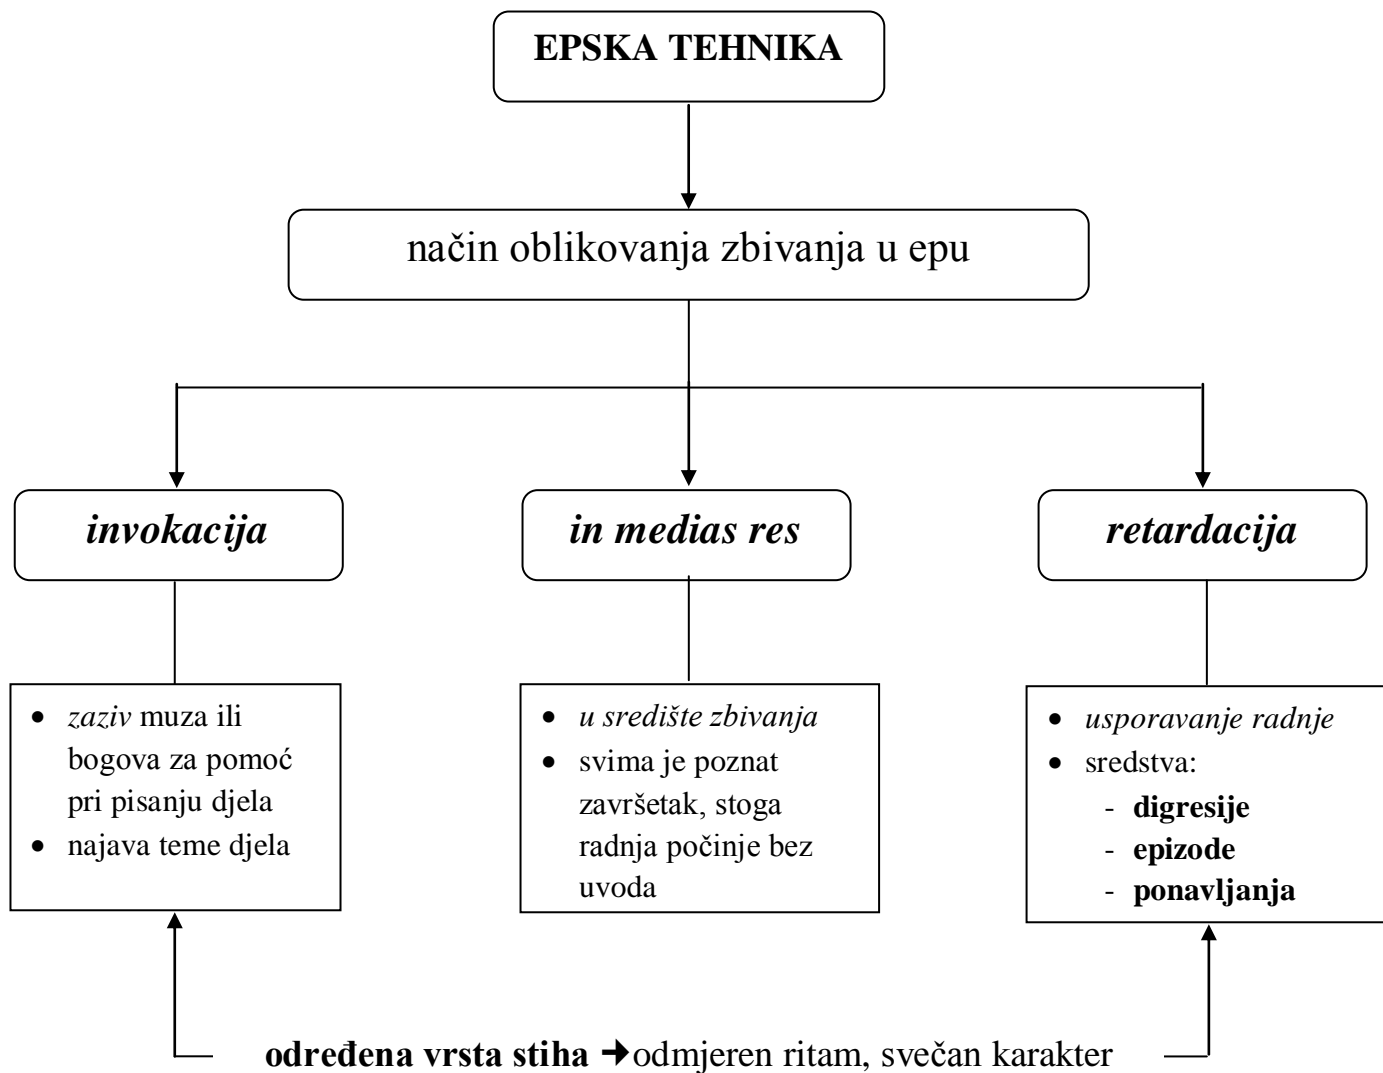 EPSKA TEHNIKA
način oblikovanja zbivanja u epu
invokacija
in medias res
retardacija
• zaziv muza ili
bogova za pomoć
pri pisanju djela
• najava teme djela
• u središte zbivanja
• svima je poznat
završetak, stoga
radnja počinje bez
uvoda
• usporavanje radnje
• sredstva:
- digresije
- epizode
- ponavljanja
određena vrsta stiha ➔odmjeren ritam, svečan karakter